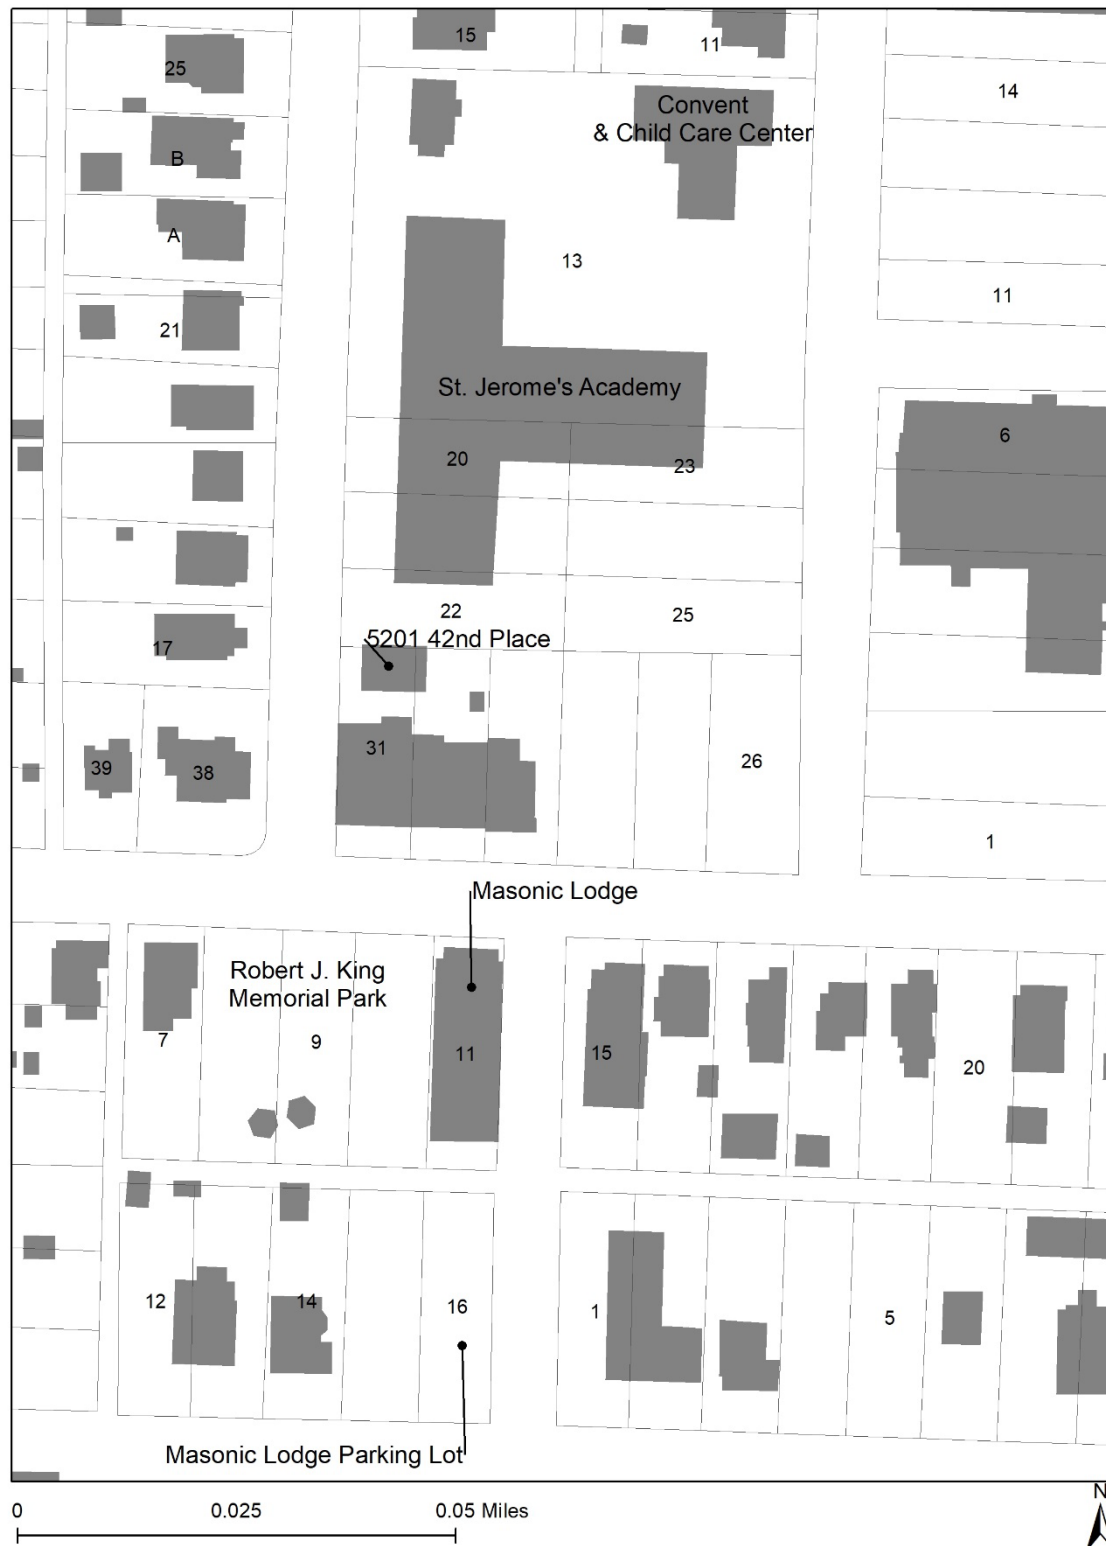 15
11
25
14
Convent
& Child Care Center
B
A
13
11
21
St. Jerome's Academy
6
20
23
22
25
5201 42nd Place
17
31
26
39
38
1
Masonic Lodge
Robert J. King
Memorial Park
7
9
11
15
20
12
14
16
1
5
Masonic Lodge Parking Lot
N
0
0.025
0.05 Miles